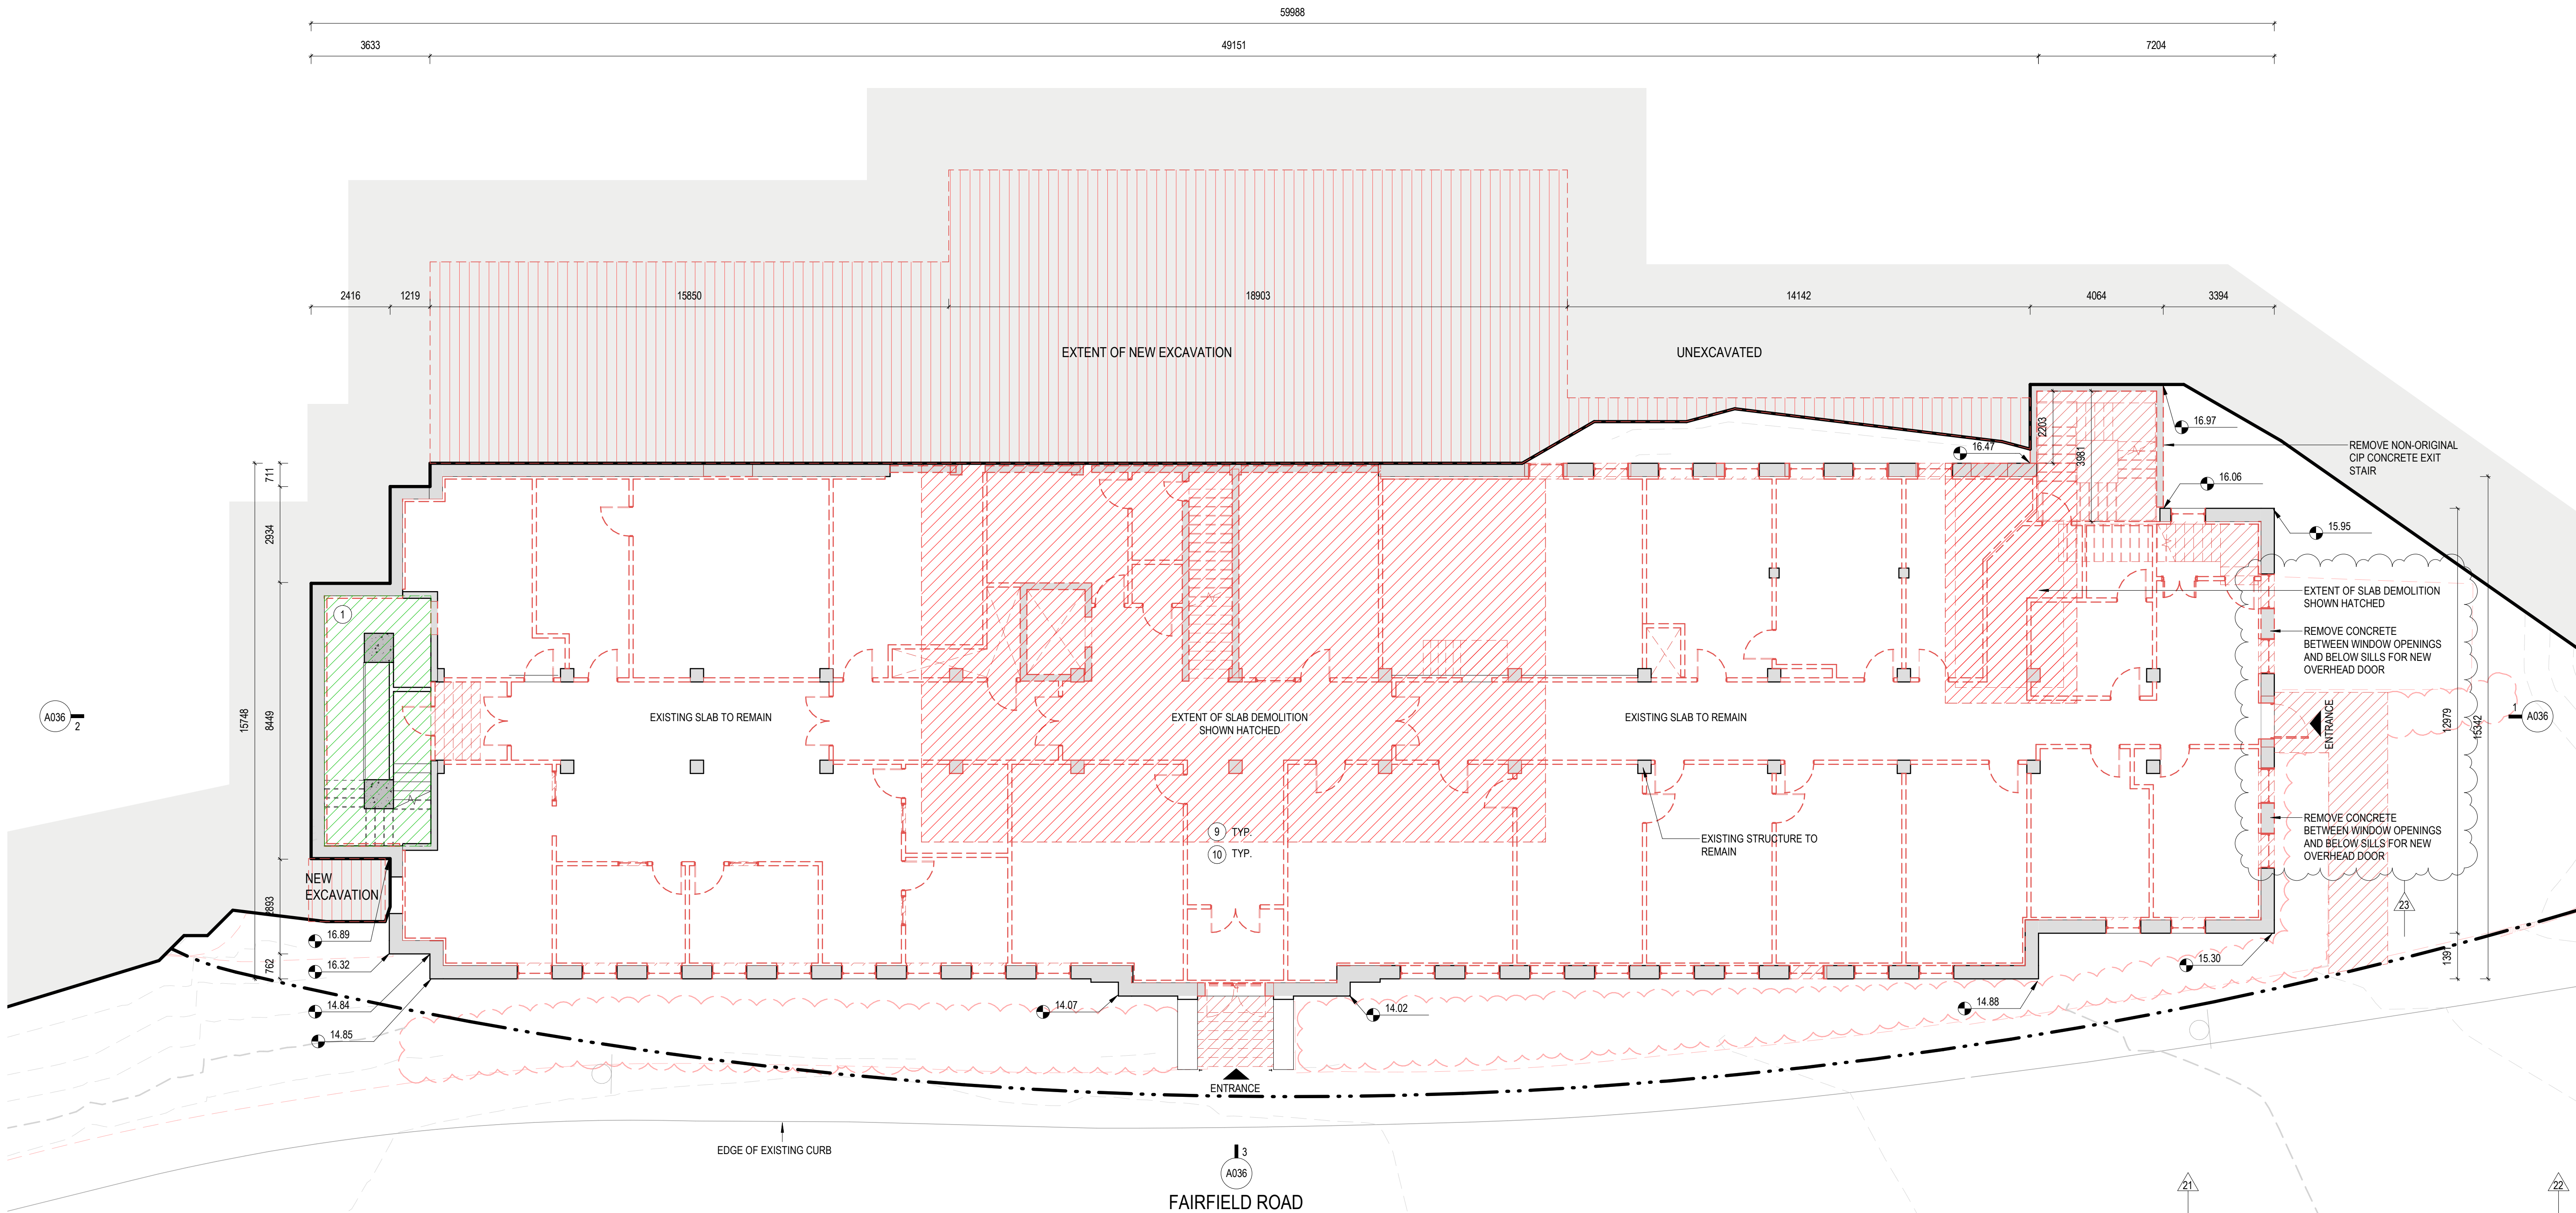 59988
3633
49151
7204
2416
1219
15850
18903
14142
4064
3394
EXTENT OF NEW EXCAVATION
UNEXCAVATED
2203
3981
16.97
16.47
REMOVE NON-ORIGINAL
CIP CONCRETE EXIT
STAIR
16.06
15.95
711
2934
15748
8449
2893
762
1
EXTENT OF SLAB DEMOLITION
SHOWN HATCHED
REMOVE CONCRETE
BETWEEN WINDOW OPENINGS
AND BELOW SILLS FOR NEW
OVERHEAD DOOR
A036
2
EXISTING SLAB TO REMAIN
EXTENT OF SLAB DEMOLITION
SHOWN HATCHED
EXISTING SLAB TO REMAIN
ENTRANCE
12979
15342
1
A036
9 TYP.
10 TYP.
EXISTING STRUCTURE TO
REMAIN
REMOVE CONCRETE
BETWEEN WINDOW OPENINGS
AND BELOW SILLS FOR NEW
OVERHEAD DOOR
NEW
EXCAVATION
23
16.89
16.32
14.84
14.85
14.07
14.02
14.88
15.30
1391
ENTRANCE
EDGE OF EXISTING CURB
3
A036
FAIRFIELD ROAD
21
22